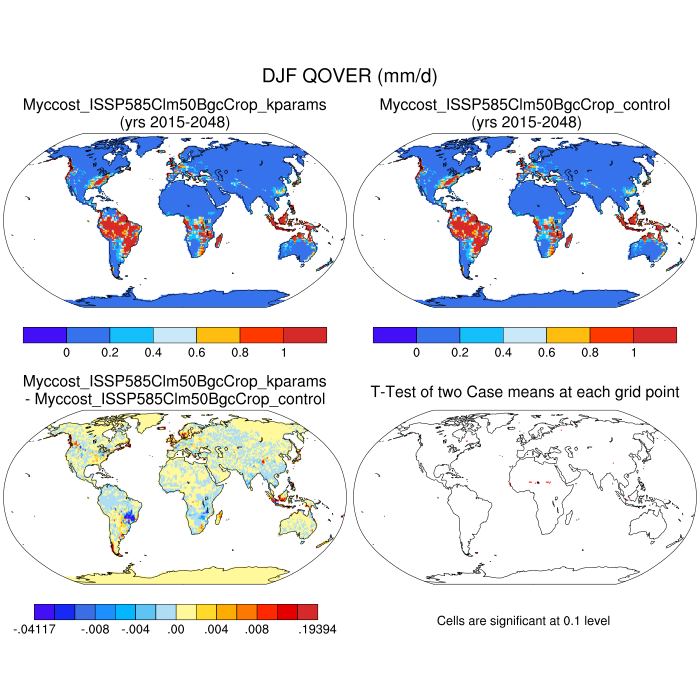 DJF QOVER (mm/d)
Myccost_ISSP585Clm50BgcCrop_kparams
(yrs 2015-2048)
Myccost_ISSP585Clm50BgcCrop_control
(yrs 2015-2048)
0 0.2 0.4 0.6 0.8 1
0 0.2 0.4 0.6 0.8 1
Myccost_ISSP585Clm50BgcCrop_kparams
- Myccost_ISSP585Clm50BgcCrop_control
T-Test of two Case means at each grid point
-.04117 -.008 -.004 .00 .004 .008 .19394
Cells are significant at 0.1 level